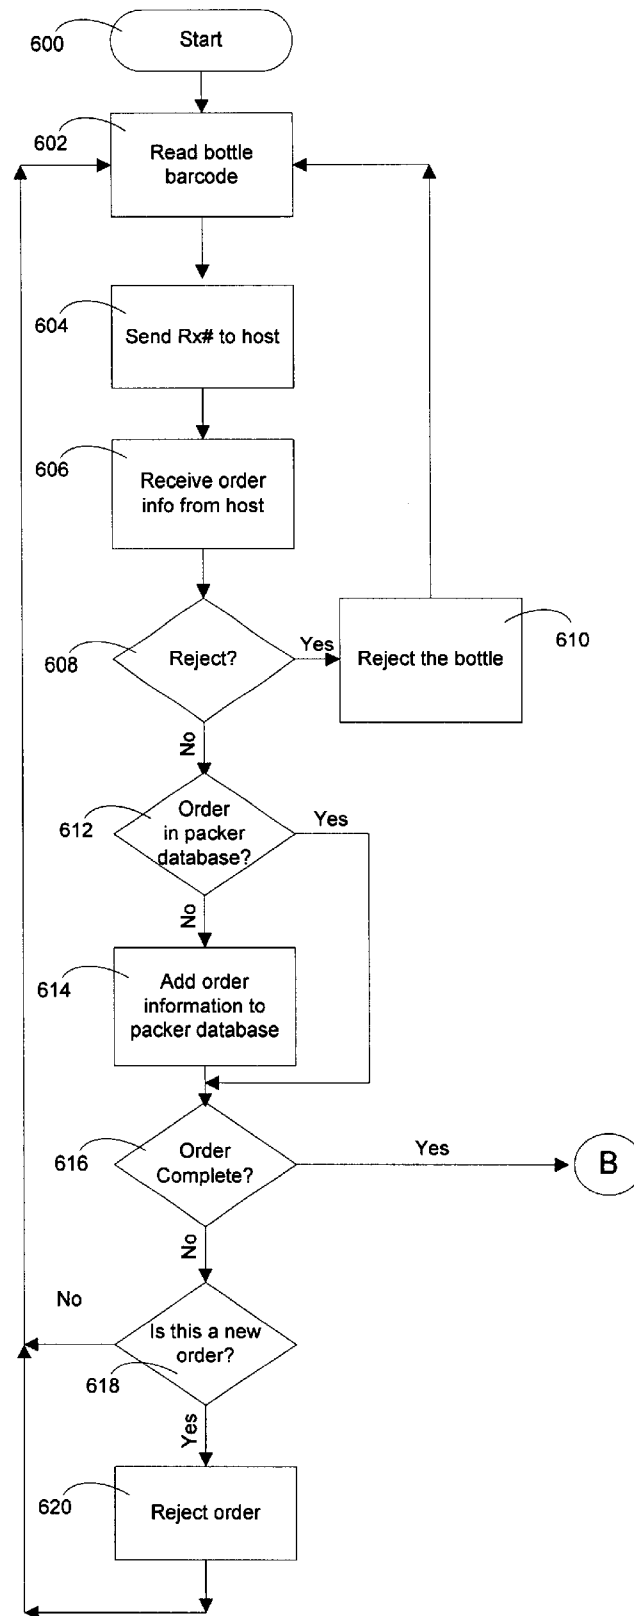 600
Start
602
Read bottle
barcode
604
Send Rx# to host
606
Receive order
info from host
608
Reject?
Yes
Reject the bottle
610
No
612
Order
in packer
database?
Yes
No
614
Add order
information to
packer database
616
Order
Complete?
Yes
B
No
No
Is this a new
order?
618
Yes
620
Reject order